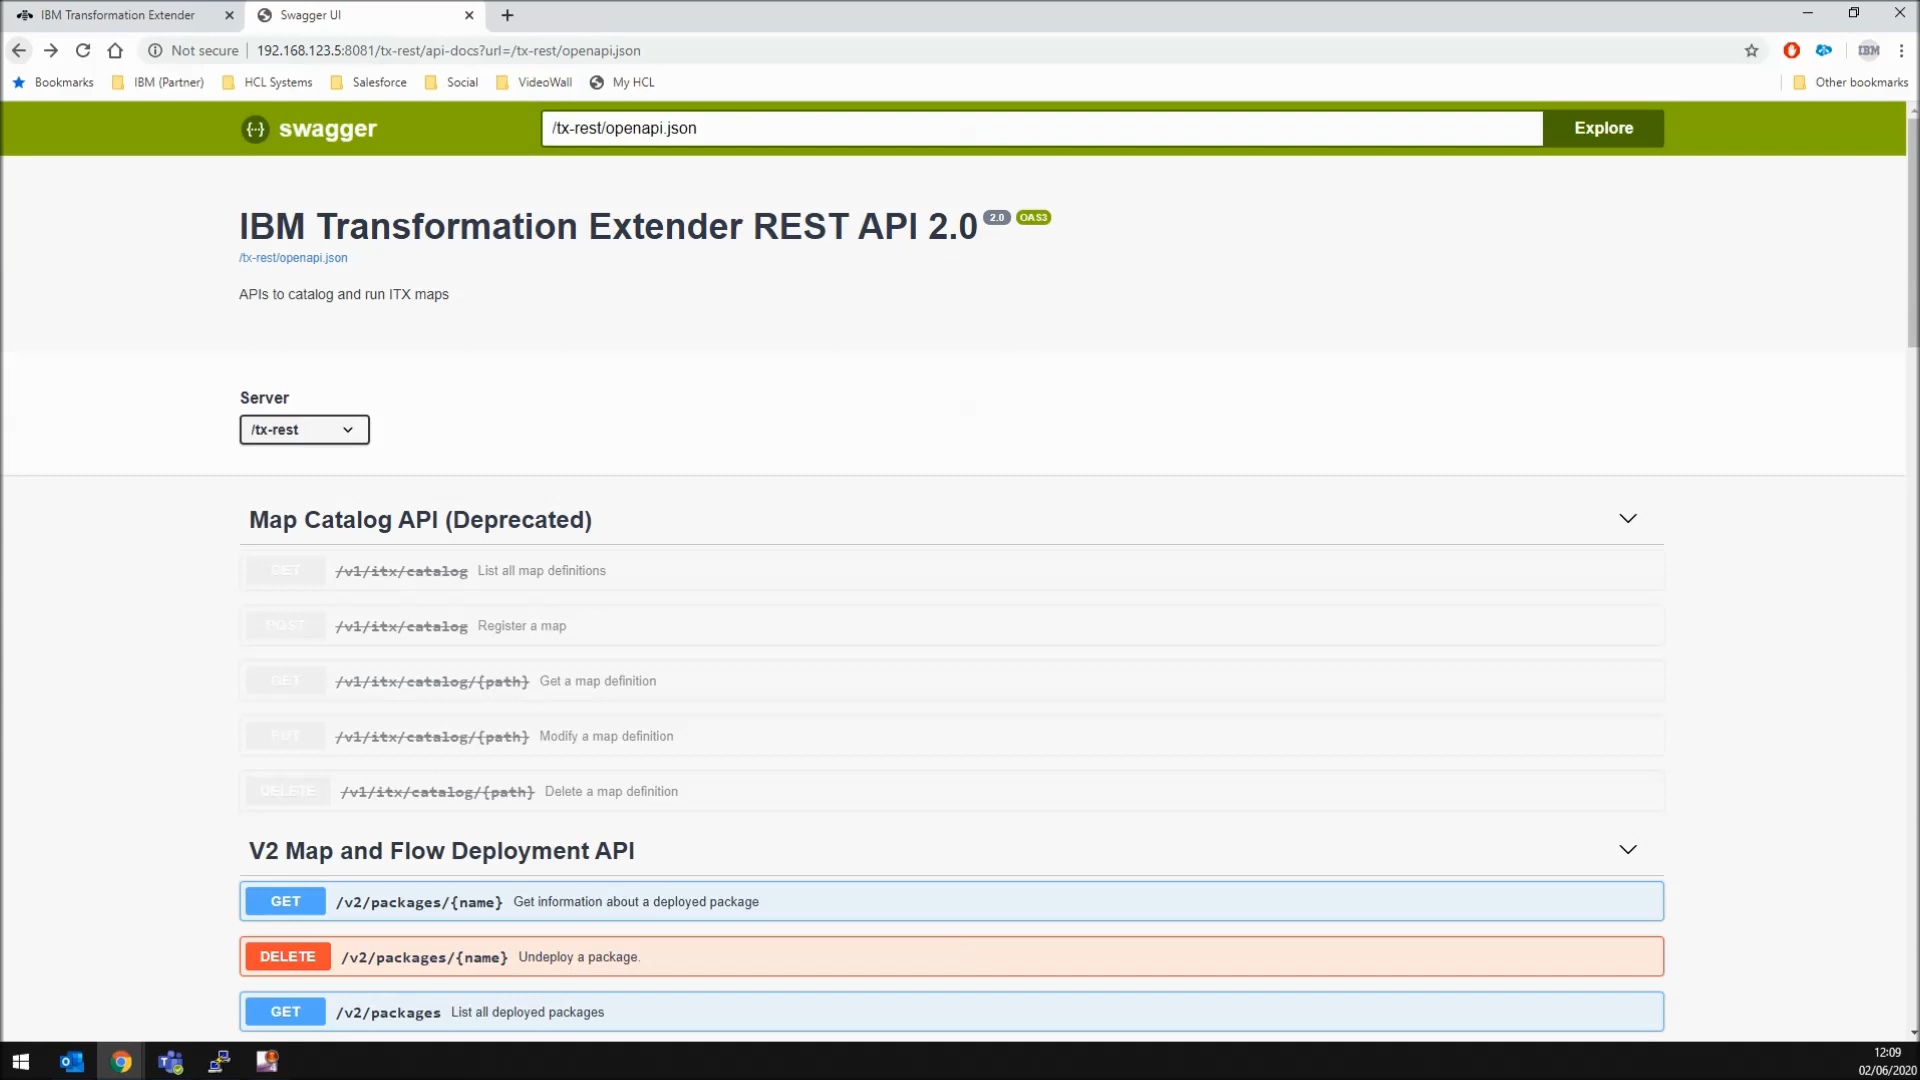 IBM Transformation Extender
Swagger UI
Not secure
192.168.123.5:8081/tx-rest/api-docs?url=/tx-rest/openapi.json
IBM
Bookmarks
IBM (Partner)
HCL Systems
Salesforce
Social
VideoWall
My HCL
Other bookmarks
{··} swagger
/tx-rest/openapi.json
Explore
IBM Transformation Extender REST API 2.0 2.0 OAS3
/tx-rest/openapi.json
APIs to catalog and run ITX maps
Server
/tx-rest
Map Catalog API (Deprecated)
GET /v1/itx/catalog List all map definitions
POST /v1/itx/catalog Register a map
GET /v1/itx/catalog/{path} Get a map definition
PUT /v1/itx/catalog/{path} Modify a map definition
DELETE /v1/itx/catalog/{path} Delete a map definition
V2 Map and Flow Deployment API
GET /v2/packages/{name} Get information about a deployed package
DELETE /v2/packages/{name} Undeploy a package.
GET /v2/packages List all deployed packages
12:09
02/06/2020